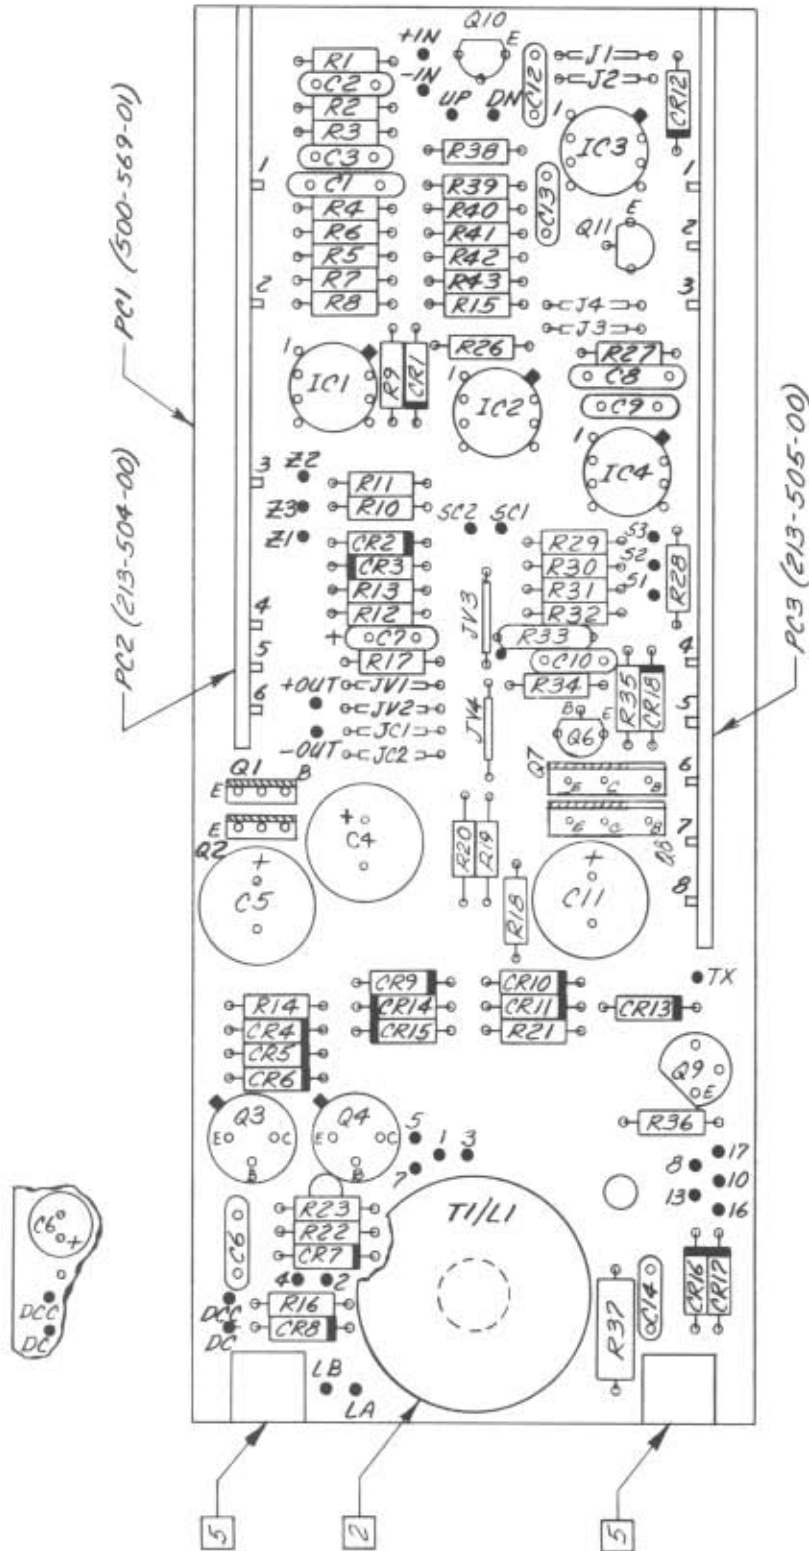 Q10
+IN
-IN
E
R1
C2
R2
R3
C3
C1
R4
R6
R5
R7
R8
UP
DN
C12
J1
J2
CR12
1
IC3
R38
R39
R40
R41
R42
R43
R15
C13
Q11
E
1
2
3
J4
J3
1
2
PC1 (500-569-01)
1
IC1
R9
CR1
R26
1
IC2
R27
C8
C9
1
IC4
PC2 (213-504-00)
PC3 (213-505-00)
3
Z2
Z3
Z1
R11
R10
SC2
SC1
CR2
CR3
R13
R12
+
C7
R17
R29
R30
R31
R32
R33
C10
R34
S3
S2
S1
R28
JV3
JV4
4
5
6
+OUT
-OUT
JV1
JV2
JC1
JC2
B
E
Q6
R35
CR18
4
5
6
7
8
Q1
B
E
E
Q2
+
C4
+
C5
Q7
E
C
B
E
C
B
Q8
R20
R19
R18
+
C11
TX
CR9
CR14
CR15
CR10
CR11
R21
CR13
R14
CR4
CR5
CR6
Q9
E
R36
Q3
E
C
B
Q4
E
C
B
5
1
3
7
8
13
17
10
16
T1/L1
R23
R22
CR7
C6
4
2
DCC
DC
R16
CR8
LB
LA
R37
C14
CR16
CR17
C6
+
DCC
DC
5
2
5